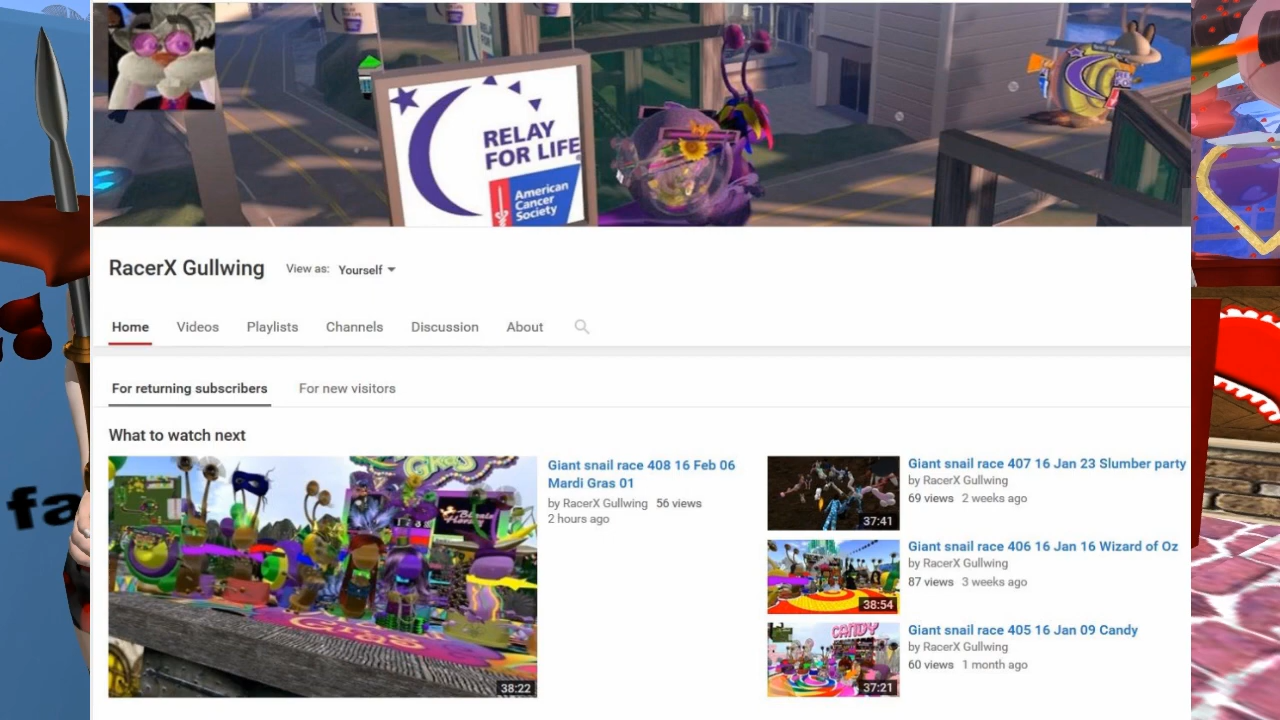 RELAY
FOR LIFE
American
Cancer
Society
RacerX Gullwing
View as: Yourself
Home Videos Playlists Channels Discussion About
For returning subscribers For new visitors
What to watch next
Giant snail race 408 16 Feb 06
Mardi Gras 01
by RacerX Gullwing 56 views
2 hours ago
38:22
Giant snail race 407 16 Jan 23 Slumber party
by RacerX Gullwing
69 views 2 weeks ago
37:41
Giant snail race 406 16 Jan 16 Wizard of Oz
by RacerX Gullwing
87 views 3 weeks ago
38:54
Giant snail race 405 16 Jan 09 Candy
by RacerX Gullwing
60 views 1 month ago
CANDY
37:21
fa